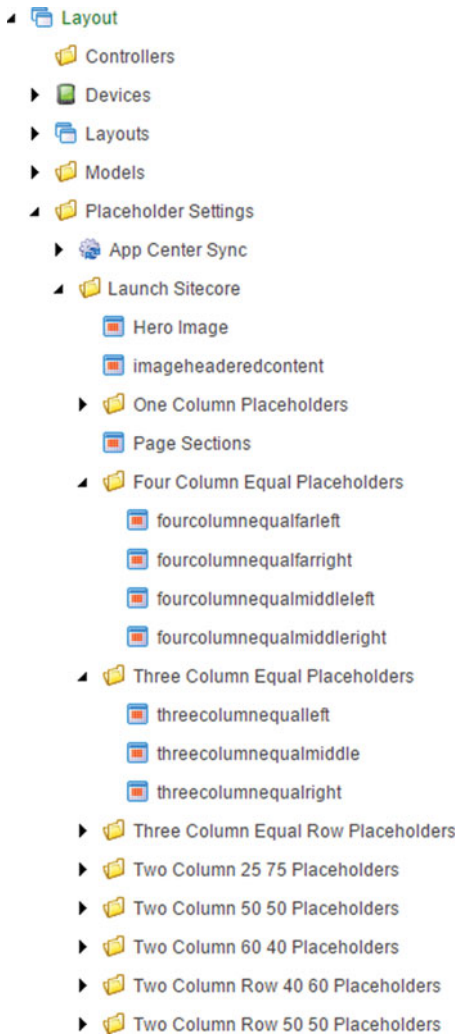 Layout
Controllers
Devices
Layouts
Models
Placeholder Settings
App Center Sync
Launch Sitecore
Hero Image
imageheaderedcontent
One Column Placeholders
Page Sections
Four Column Equal Placeholders
fourcolumnequalfarleft
fourcolumnequalfarright
fourcolumnequalmiddleleft
fourcolumnequalmiddleright
Three Column Equal Placeholders
threecolumnequalleft
threecolumnequalmiddle
threecolumnequalright
Three Column Equal Row Placeholders
Two Column 25 75 Placeholders
Two Column 50 50 Placeholders
Two Column 60 40 Placeholders
Two Column Row 40 60 Placeholders
Two Column Row 50 50 Placeholders